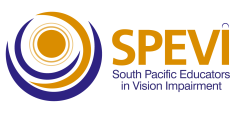 SPEVI
South Pacific Educators
in Vision Impairment